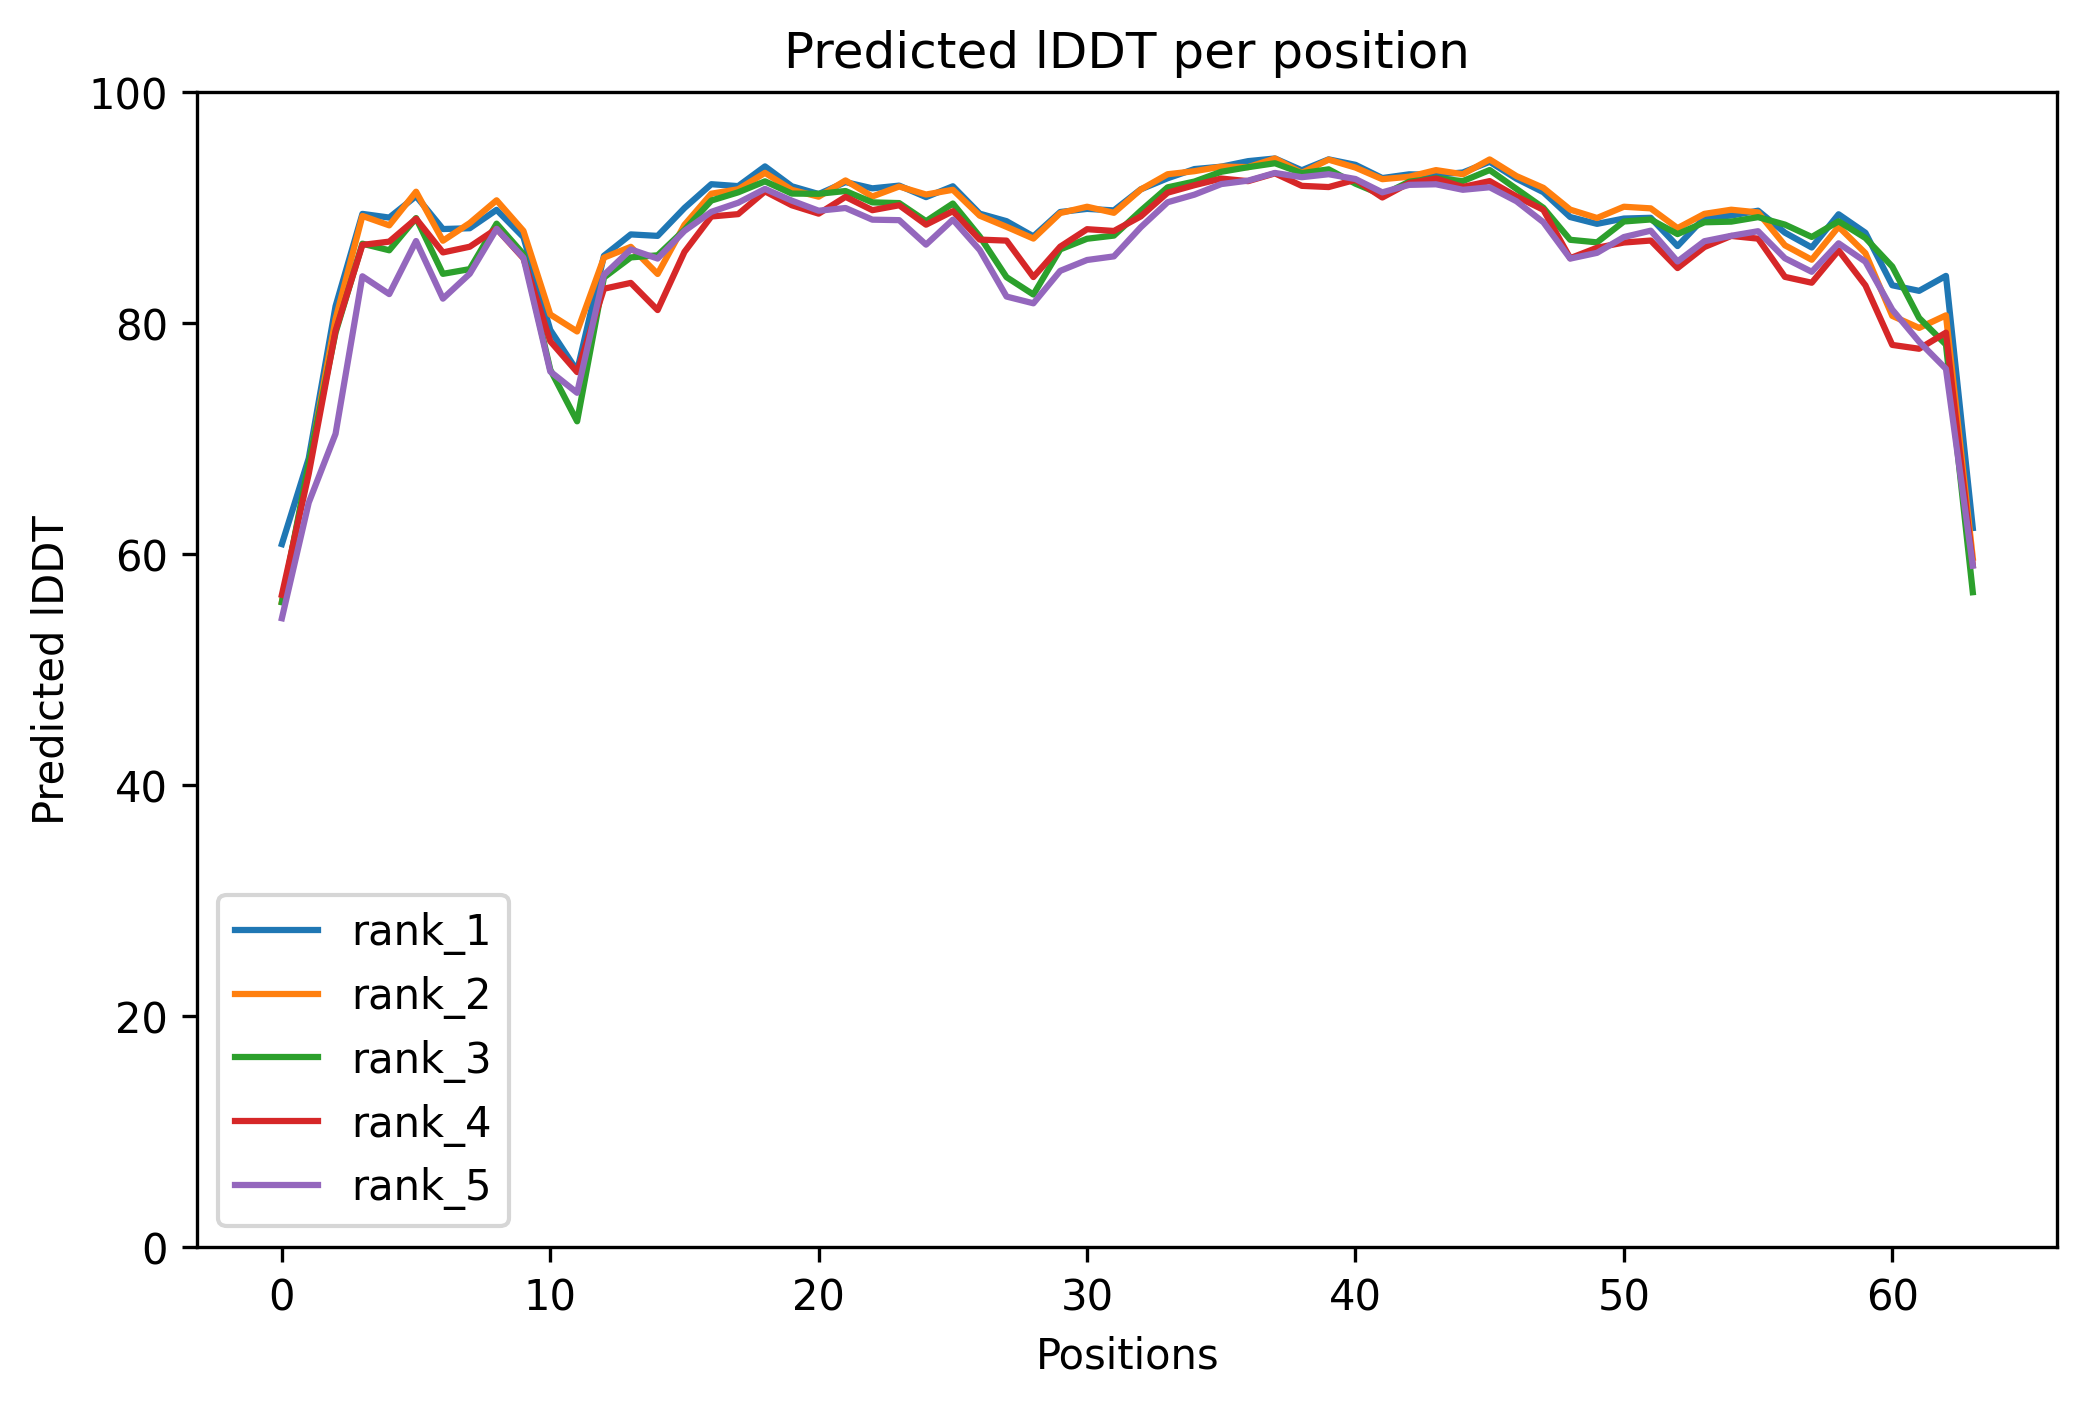 Predicted lDDT per position
100
80
60
40
20
0
Predicted lDDT
rank_1
rank_2
rank_3
rank_4
rank_5
0 10 20 30 40 50 60
Positions